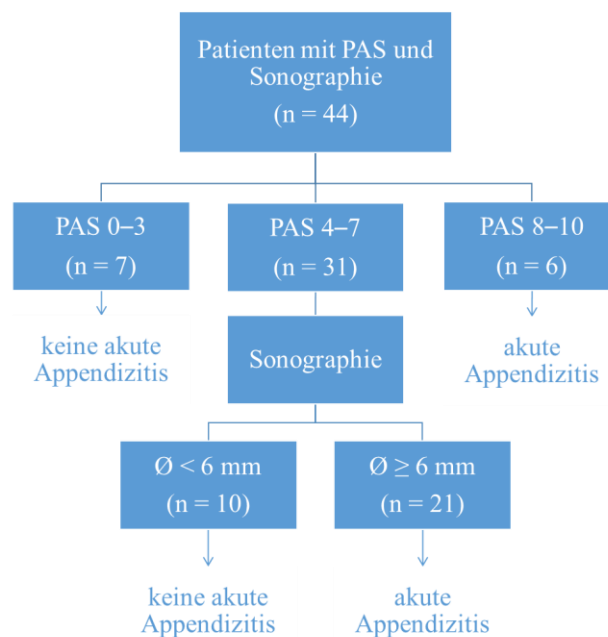 Patienten mit PAS und
Sonographie
(n = 44)
PAS 0–3
(n = 7)
PAS 4–7
(n = 31)
PAS 8–10
(n = 6)
keine akute
Appendizitis
Sonographie
akute
Appendizitis
Ø < 6 mm
(n = 10)
Ø ≥ 6 mm
(n = 21)
keine akute
Appendizitis
akute
Appendizitis